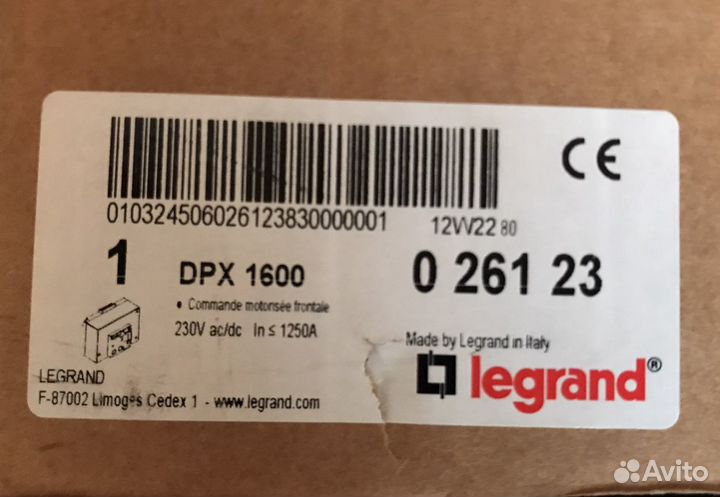 CE
010324506026123830000001
12W22 80
1 DPX 1600 0 261 23
• Commande motorisée frontale
230V ac/dc In ≤ 1250A
Made by Legrand in Italy
legrand®
LEGRAND
F-87002 Limoges Cedex 1 - www.legrand.com
Avito